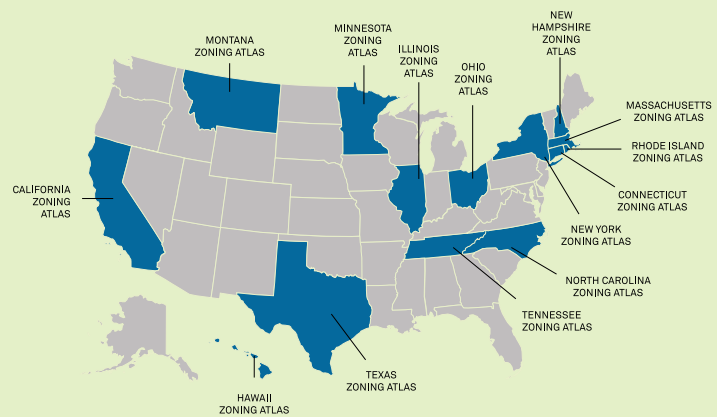 MONTANA
ZONING ATLAS
MINNESOTA
ZONING
ATLAS
ILLINOIS
ZONING
ATLAS
OHIO
ZONING
ATLAS
NEW
HAMPSHIRE
ZONING
ATLAS
MASSACHUSETTS
ZONING ATLAS
RHODE ISLAND
ZONING ATLAS
CONNECTICUT
ZONING ATLAS
NEW YORK
ZONING ATLAS
NORTH CAROLINA
ZONING ATLAS
TENNESSEE
ZONING ATLAS
TEXAS
ZONING ATLAS
HAWAII
ZONING ATLAS
CALIFORNIA
ZONING
ATLAS